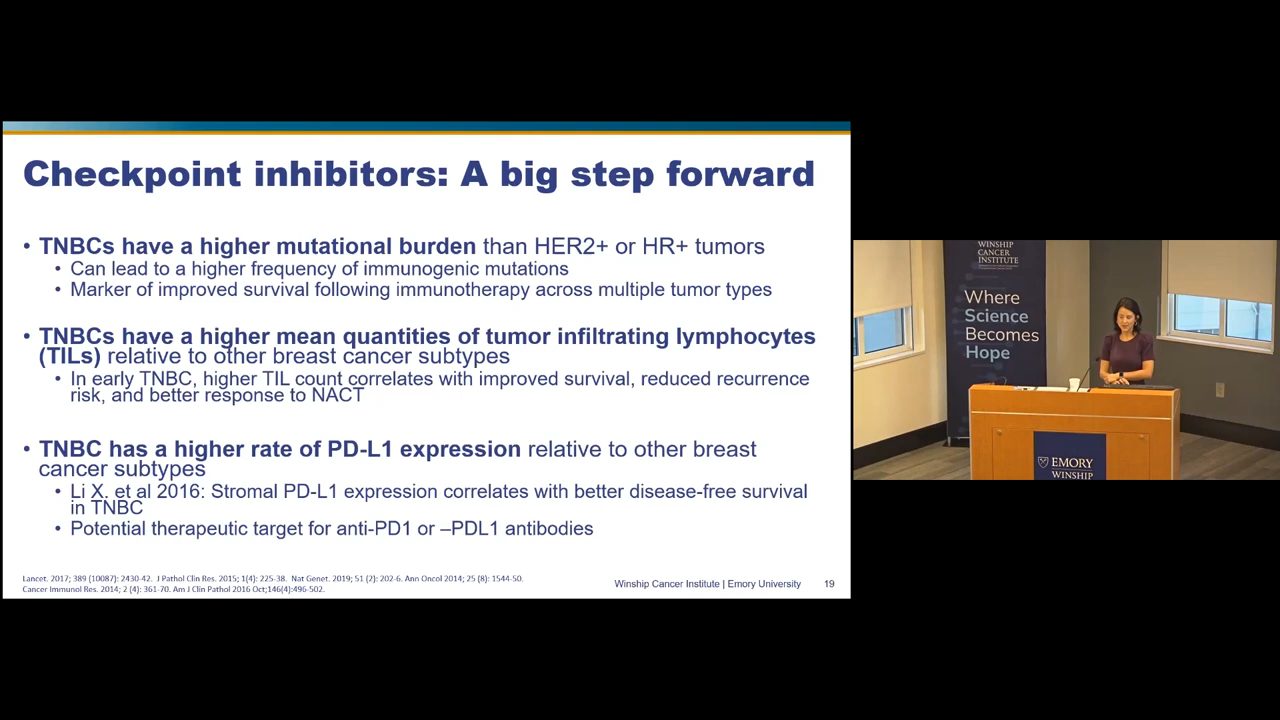 Checkpoint inhibitors: A big step forward
• TNBCs have a higher mutational burden than HER2+ or HR+ tumors
• Can lead to a higher frequency of immunogenic mutations
• Marker of improved survival following immunotherapy across multiple tumor types
• TNBCs have a higher mean quantities of tumor infiltrating lymphocytes
(TILs) relative to other breast cancer subtypes
• In early TNBC, higher TIL count correlates with improved survival, reduced recurrence
risk, and better response to NACT
• TNBC has a higher rate of PD-L1 expression relative to other breast
cancer subtypes
• Li X. et al 2016: Stromal PD-L1 expression correlates with better disease-free survival
in TNBC
• Potential therapeutic target for anti-PD1 or –PDL1 antibodies
Lancet. 2017; 389 (10087): 2430-42. J Pathol Clin Res. 2015; 1(4): 225-38. Nat Genet. 2019; 51 (2): 202-6. Ann Oncol 2014; 25 (8): 1544-50.
Cancer Immunol Res. 2014; 2 (4): 361-70. Am J Clin Pathol 2016 Oct;146(4):496-502.
Winship Cancer Institute | Emory University 19
WINSHIP
CANCER
INSTITUTE
Where
Science
Becomes
Hope
EMORY
WINSHIP